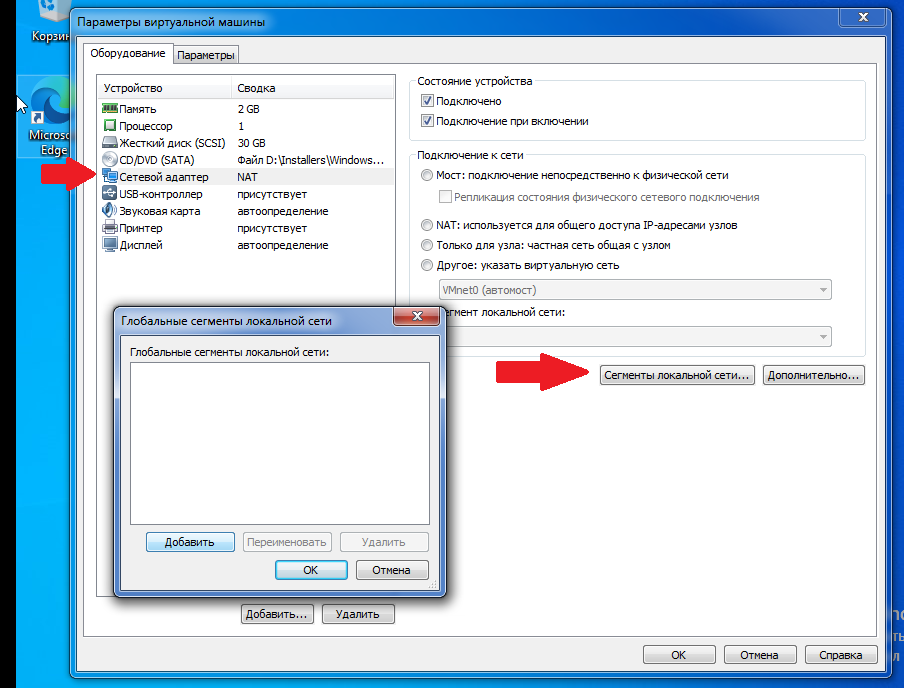 Параметры виртуальной машины
Корзин
Оборудование
Параметры
Устройство Сводка
Память 2 GB
Процессор 1
Жесткий диск (SCSI) 30 GB
CD/DVD (SATA) Файл D:\Installers\Windows...
Сетевой адаптер NAT
USB-контроллер присутствует
Звуковая карта автоопределение
Принтер присутствует
Дисплей автоопределение
Microso
Edge
Состояние устройства
Подключено
Подключение при включении
Подключение к сети
Мост: подключение непосредственно к физической сети
Репликация состояния физического сетевого подключения
NAT: используется для общего доступа IP-адресами узлов
Только для узла: частная сеть общая с узлом
Другое: указать виртуальную сеть
VMnet0 (автомост)
егмент локальной сети:
Сегменты локальной сети...
Дополнительно...
Глобальные сегменты локальной сети
Глобальные сегменты локальной сети:
Добавить
Переименовать
Удалить
OK
Отмена
Добавить...
Удалить
OK
Отмена
Справка